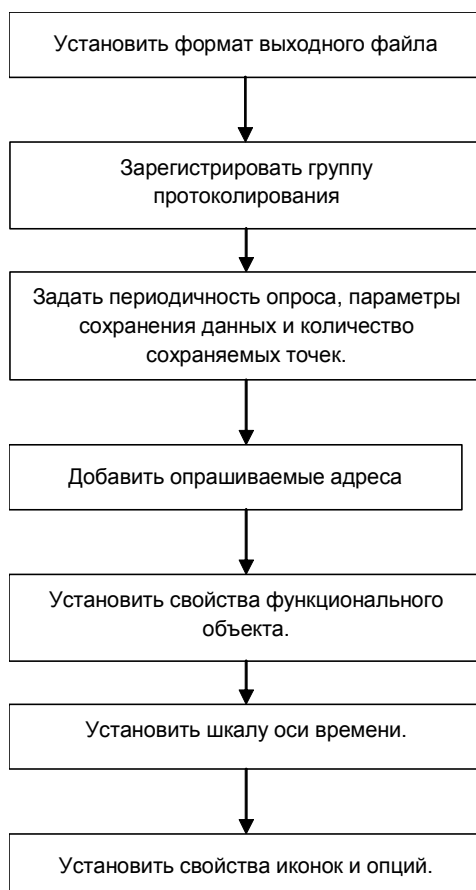 Установить формат выходного файла
Зарегистрировать группу
протоколирования
Задать периодичность опроса, параметры
сохранения данных и количество
сохраняемых точек.
Добавить опрашиваемые адреса
Установить свойства функционального
объекта.
Установить шкалу оси времени.
Установить свойства иконок и опций.